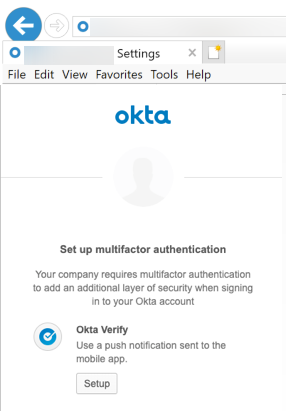 Settings
File Edit View Favorites Tools Help
okta
Set up multifactor authentication
Your company requires multifactor authentication
to add an additional layer of security when signing
in to your Okta account
Okta Verify
Use a push notification sent to the
mobile app.
Setup